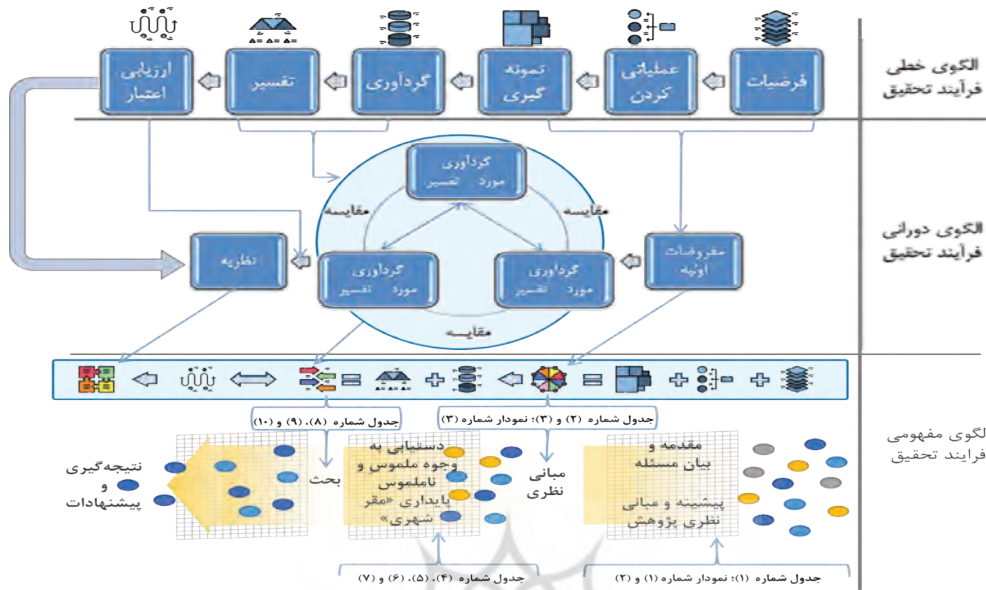 الگوی خطی
فرآیند تحقیق
فرضیات
عملیاتی
کردن
نمونه
گیری
گردآوری
تفسیر
Δ= Δ= Δ=
ارزیابی
اعتبار
الگوی دورانی
فرآیند تحقیق
گردآوری
مورد تفسیر
مقایسه
مقایسه
مفروضات
اولیه
گردآوری
مورد تفسیر
گردآوری
مورد تفسیر
نظریه
مقایسه
لگوی مفهومی
فرایند تحقیق
Δ= Δ= Δ=
جدول شماره (۲) و (۳)؛ نمودار شماره (۳)
جدول شماره (۸)، (۹) و (۱۰)
مقدمه و
بیان مسئله
پیشینه و مبانی
نظری پژوهش
مبانی
نظری
دستیابی به
وجوه ملموس و
ناملموس
پایداری «مقر
شهری»
بحث
نتیجه‌گیری
و
پیشنهادات
جدول شماره (۱)؛ نمودار شماره (۱) و (۲)
جدول شماره (۴)، (۵)، (۶) و (۷)